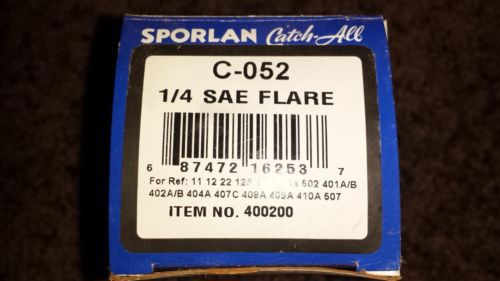 SPORLAN Catch-All
C-052
1/4 SAE FLARE
6 87472 16253 7
For Ref: 11 12 22 502 401A/B
402A/B 404A 407C 408A 409A 410A 507
ITEM NO. 400200